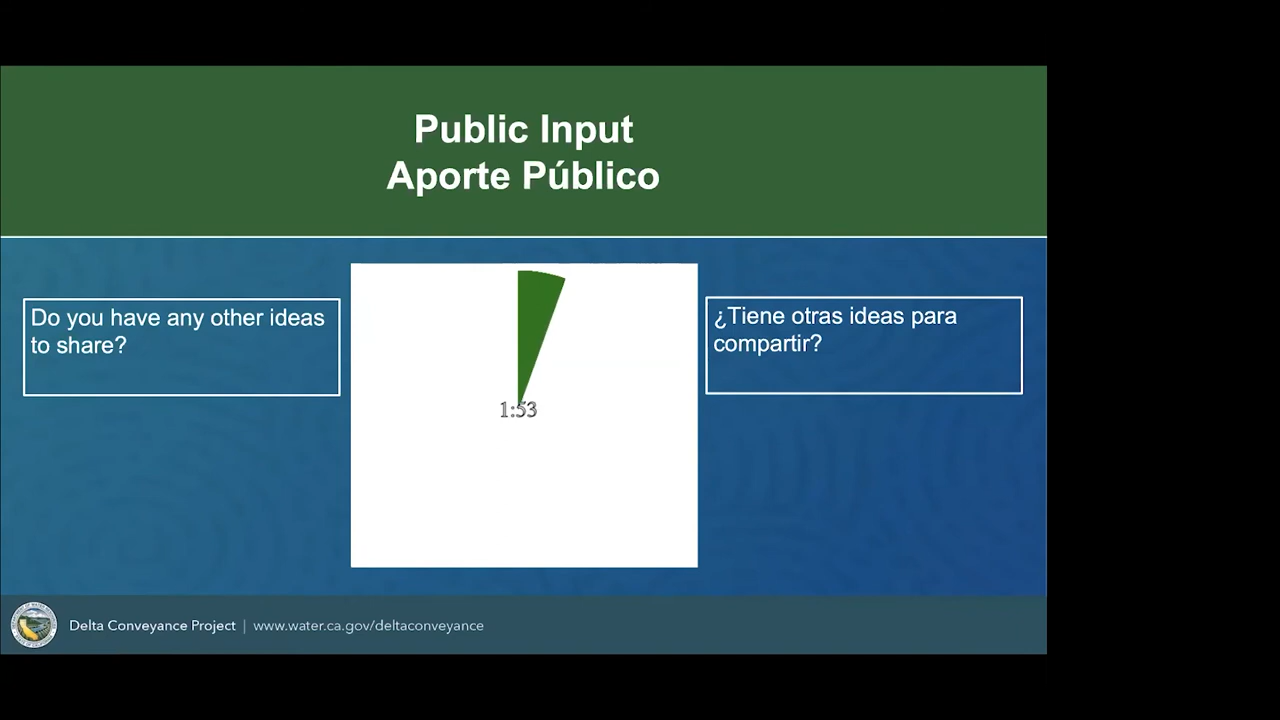 Public Input
Aporte Público
Do you have any other ideas
to share?
1:53
¿Tiene otras ideas para
compartir?
Delta Conveyance Project | www.water.ca.gov/deltaconveyance